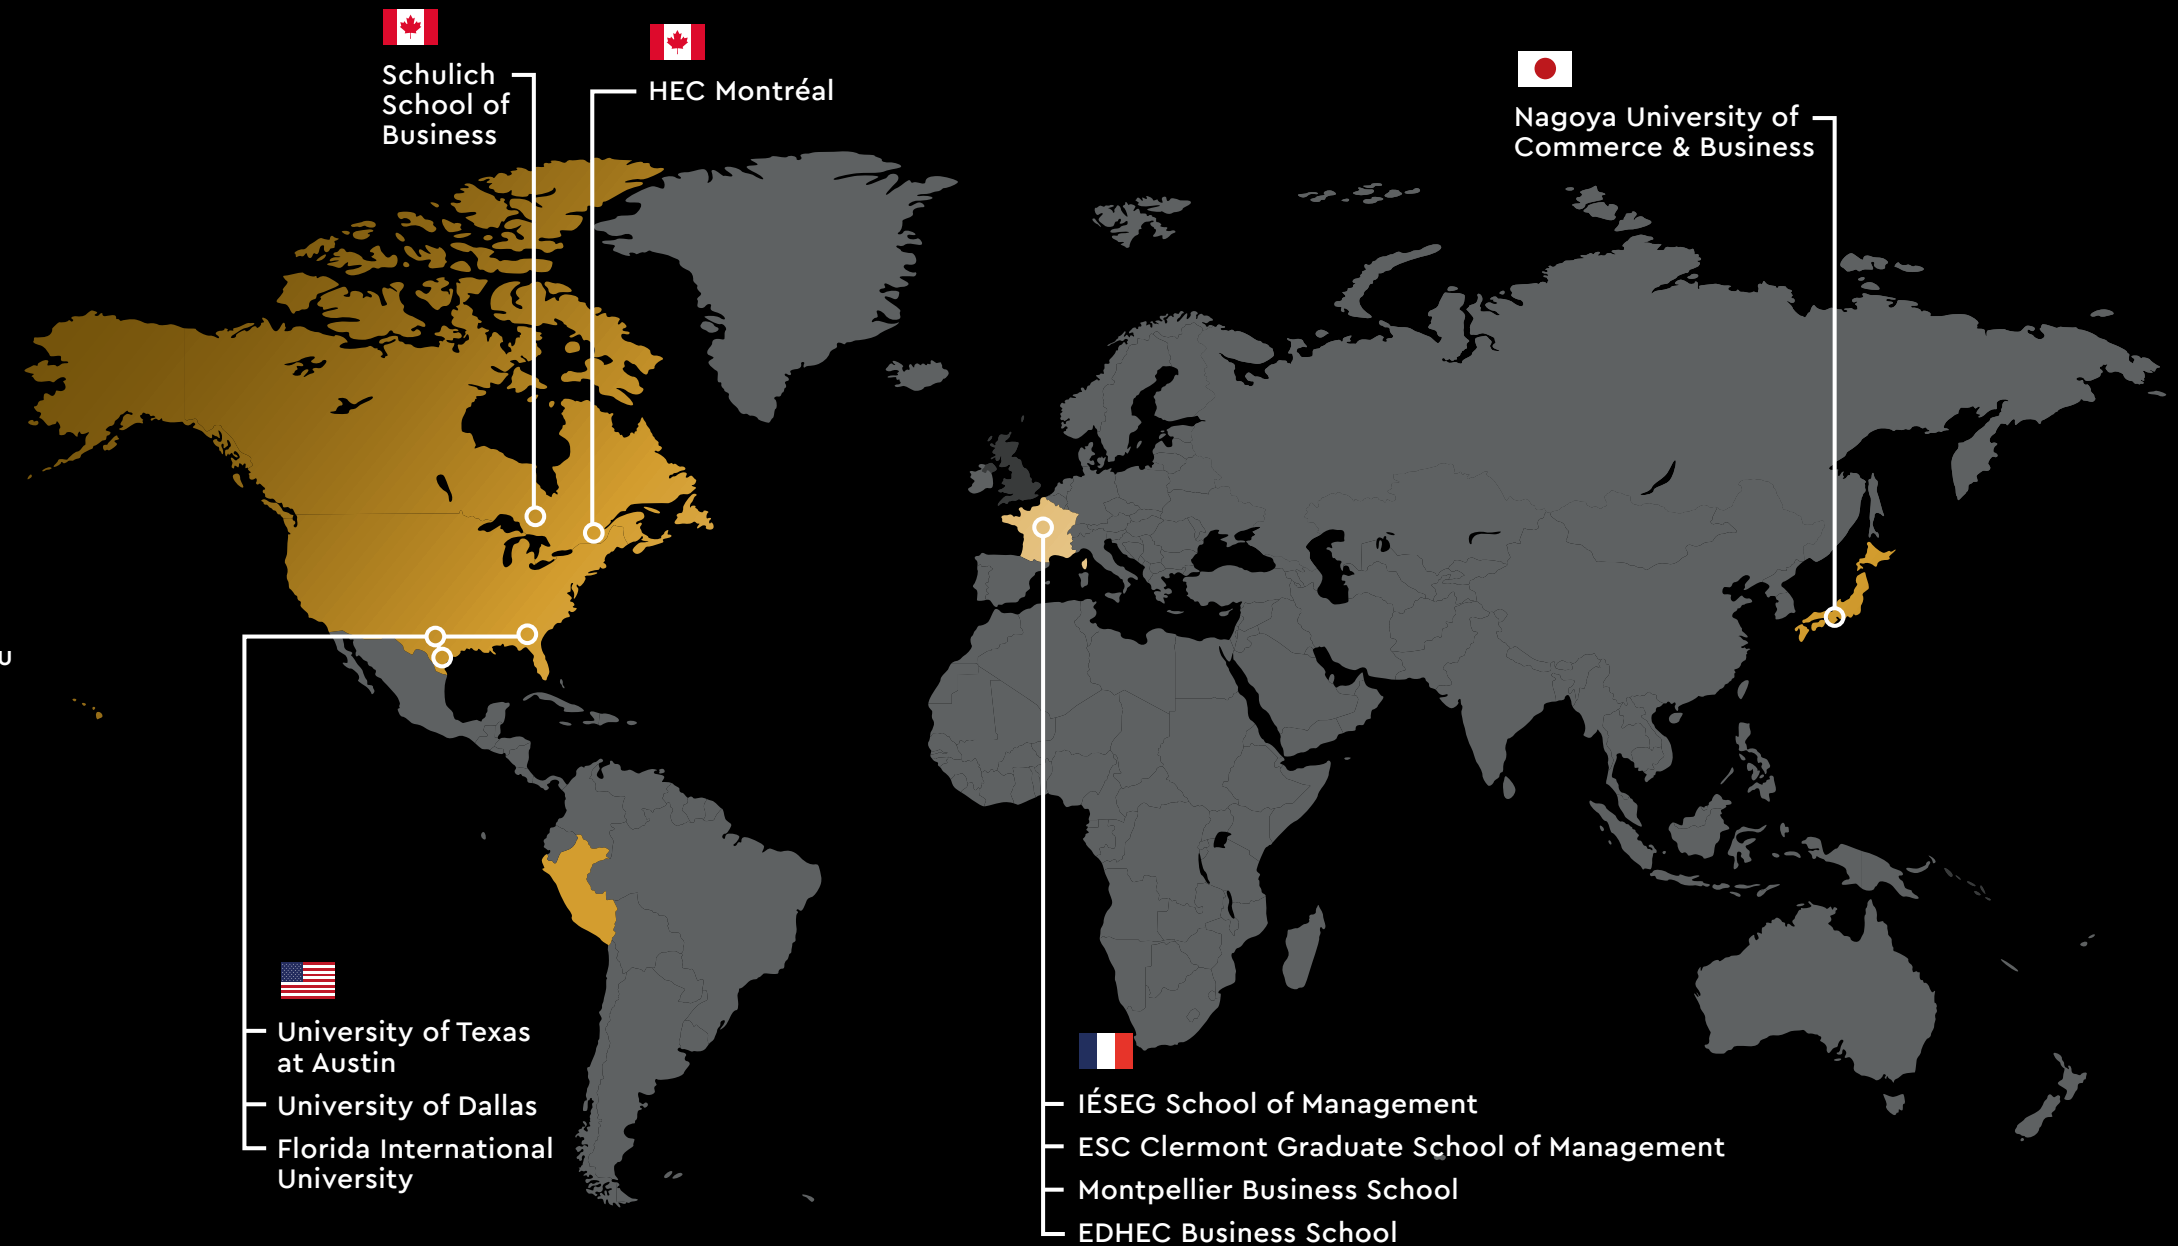 Schulich
School of
Business
HEC Montréal
Nagoya University of
Commerce & Business
U
University of Texas
at Austin
University of Dallas
Florida International
University
IÉSEG School of Management
ESC Clermont Graduate School of Management
Montpellier Business School
EDHEC Business School